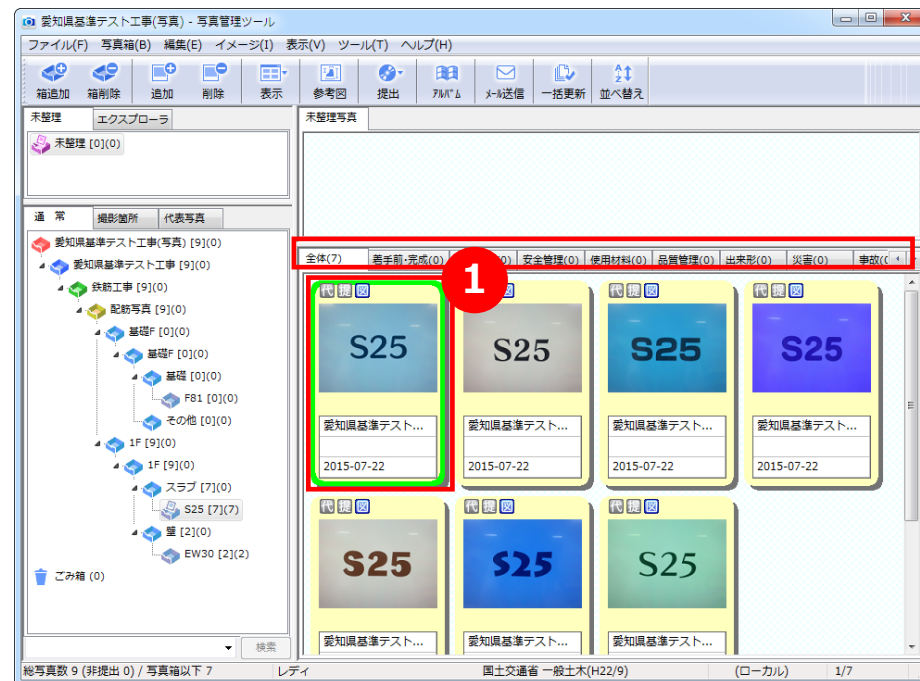 愛知県基準テスト工事(写真) - 写真管理ツール
ファイル(F) 写真箱(B) 編集(E) イメージ(I) 表示(V) ツール(T) ヘルプ(H)
箱追加 箱削除 追加 削除 表示 参考図 提出 ｱﾙﾊﾞﾑ ﾒｰﾙ送信 一括更新 並べ替え
未整理 エクスプローラ
未整理 [0](0)
未整理写真
通 常 撮影箇所 代表写真
愛知県基準テスト工事(写真) [9](0)
愛知県基準テスト工事 [9](0)
鉄筋工事 [9](0)
配筋写真 [9](0)
基礎F [0](0)
基礎F [0](0)
基礎 [0](0)
F81 [0](0)
その他 [0](0)
1F [9](0)
1F [9](0)
スラブ [7](0)
S25 [7](7)
壁 [2](0)
EW30 [2](2)
ごみ箱 (0)
検索
全体(7) 着手前・完成(0) (0) 安全管理(0) 使用材料(0) 品質管理(0) 出来形(0) 災害(0) 事故(0
1
代 提 図 図 代 提 図 代 提 図
S25 S25 S25 S25
愛知県基準テスト... 愛知県基準テスト... 愛知県基準テスト... 愛知県基準テスト...
2015-07-22 2015-07-22 2015-07-22 2015-07-22
代 提 図 代 提 図 代 提 図
S25 S25 S25
愛知県基準テスト... 愛知県基準テスト... 愛知県基準テスト...
総写真数 9 (非提出 0) / 写真箱以下 7 レディ 国土交通省 一般土木(H22/9) (ローカル) 1/7